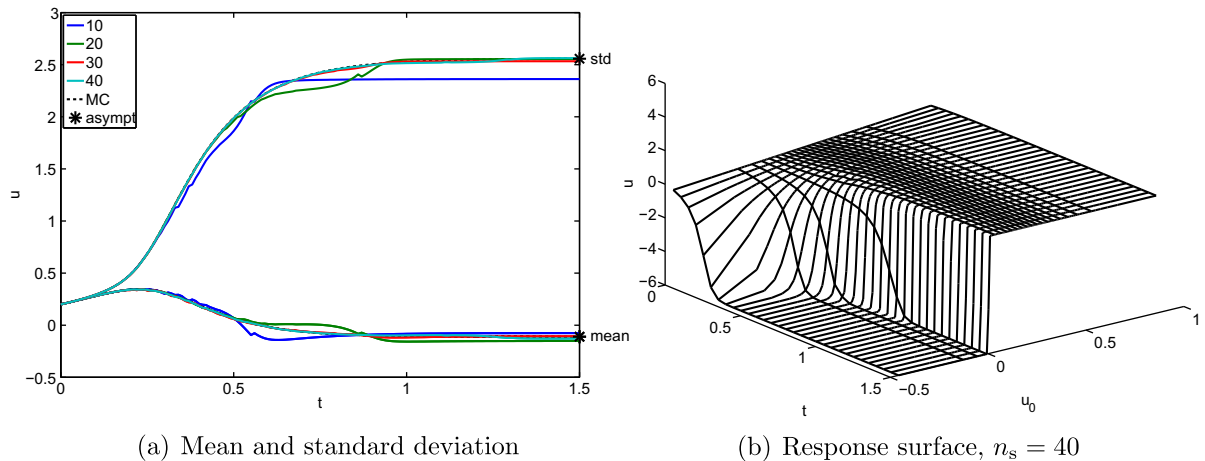 3
2.5
2
1.5
1
0.5
0
−0.5
u
10
20
30
40
MC
asympt
std
mean
0
0.5
1
1.5
t
6
4
2
0
−2
−4
−6
u
0
0.5
1
1.5
t
−0.5
0
0.5
1
u0
(a) Mean and standard deviation
(b) Response surface, ns = 40